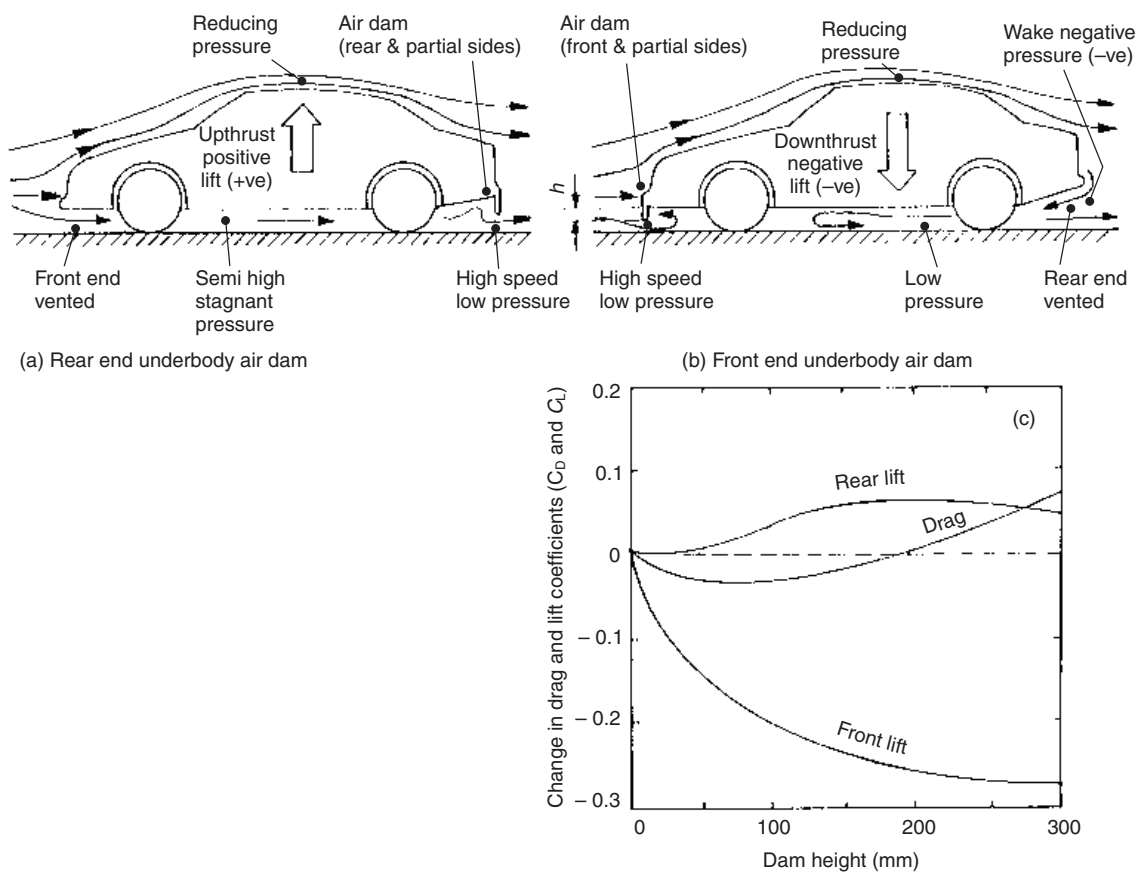 Reducing
pressure
Air dam
(rear & partial sides)
Upthrust
positive
lift (+ve)
Front end
vented
Semi high
stagnant
pressure
High speed
low pressure
(a) Rear end underbody air dam
Air dam
(front & partial sides)
Reducing
pressure
Wake negative
pressure (–ve)
Downthrust
negative
lift (–ve)
h
High speed
low pressure
Low
pressure
Rear end
vented
(b) Front end underbody air dam
(c)
Change in drag and lift coefficients (CD and CL)
0.2
0.1
0
– 0.1
– 0.2
– 0.3
Rear lift
Drag
Front lift
0
100
200
300
Dam height (mm)